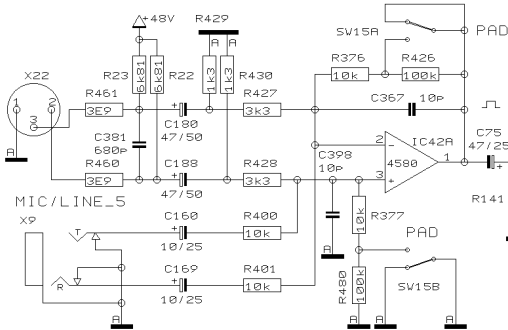 +48V
R429
SW15A
PAD
X22
R23
6k81
6k81
R22
1k3
1k3
R430
A
A
R376
10k
R426
100k
1
2
3
R461
3E9
C180
+
47/50
R427
3k3
C367
10p
C381
680p
2
-
IC42A
4580
1
3
+
C75
47/25
+
A
R460
3E9
C188
+
47/50
R428
3k3
C398
10p
R141
MIC/LINE_5
X9
T
R
C160
+
10/25
R400
10k
R377
10k
PAD
A
C169
+
10/25
R401
10k
R480
100k
SW15B
A
A
A
A